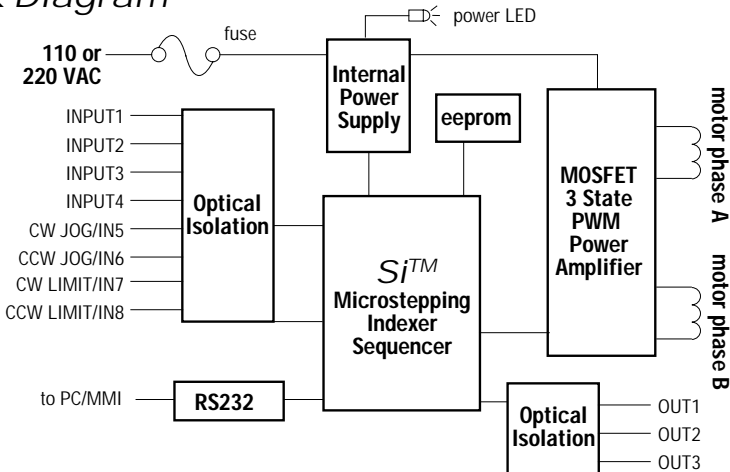 Diagram
power LED
fuse
110 or
220 VAC
Internal
Power
Supply
eeprom
motor phase A
INPUT1
INPUT2
INPUT3
INPUT4
CW JOG/IN5
CCW JOG/IN6
CW LIMIT/IN7
CCW LIMIT/IN8
Optical
Isolation
MOSFET
3 State
PWM
Power
Amplifier
Si™
Microstepping
Indexer
Sequencer
motor phase B
to PC/MMI
RS232
Optical
Isolation
OUT1
OUT2
OUT3